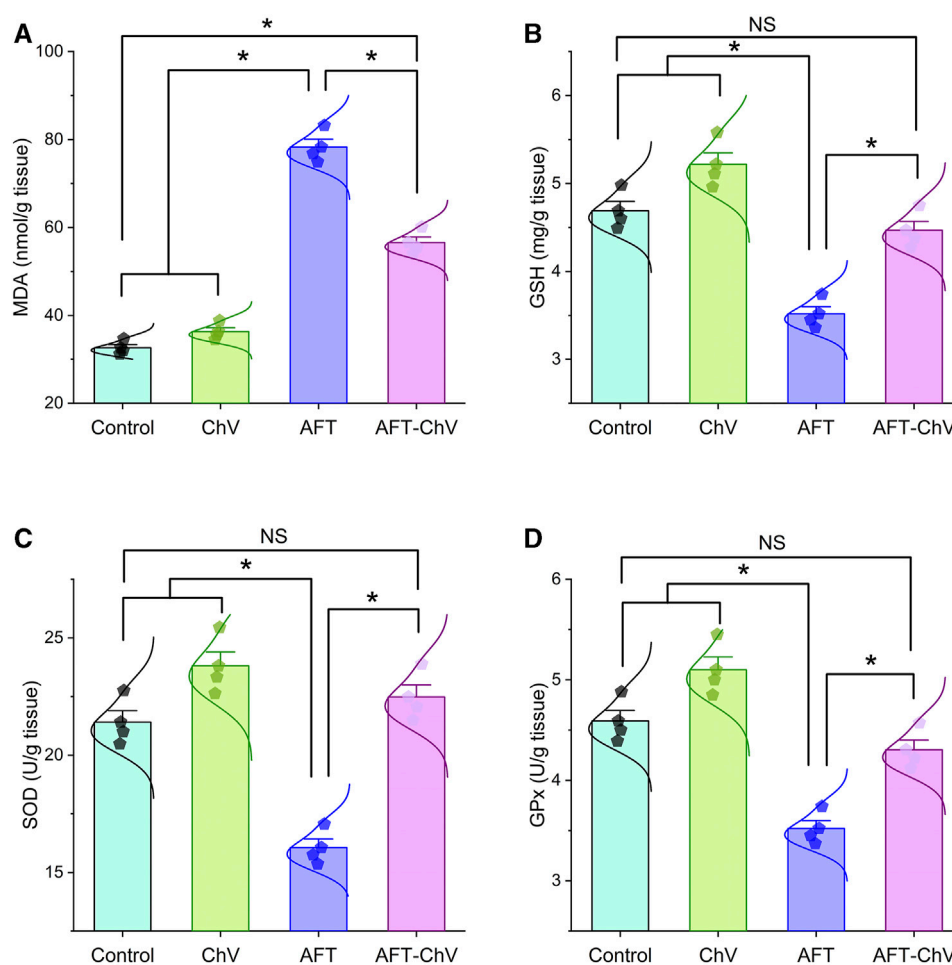 A
*
*
*
100
80
60
40
20
MDA (nmol/g tissue)
Control
ChV
AFT
AFT-ChV
B
NS
*
*
6
5
4
3
GSH (mg/g tissue)
Control
ChV
AFT
AFT-ChV
C
NS
*
*
25
20
15
SOD (U/g tissue)
Control
ChV
AFT
AFT-ChV
D
NS
*
*
6
5
4
3
GPx (U/g tissue)
Control
ChV
AFT
AFT-ChV